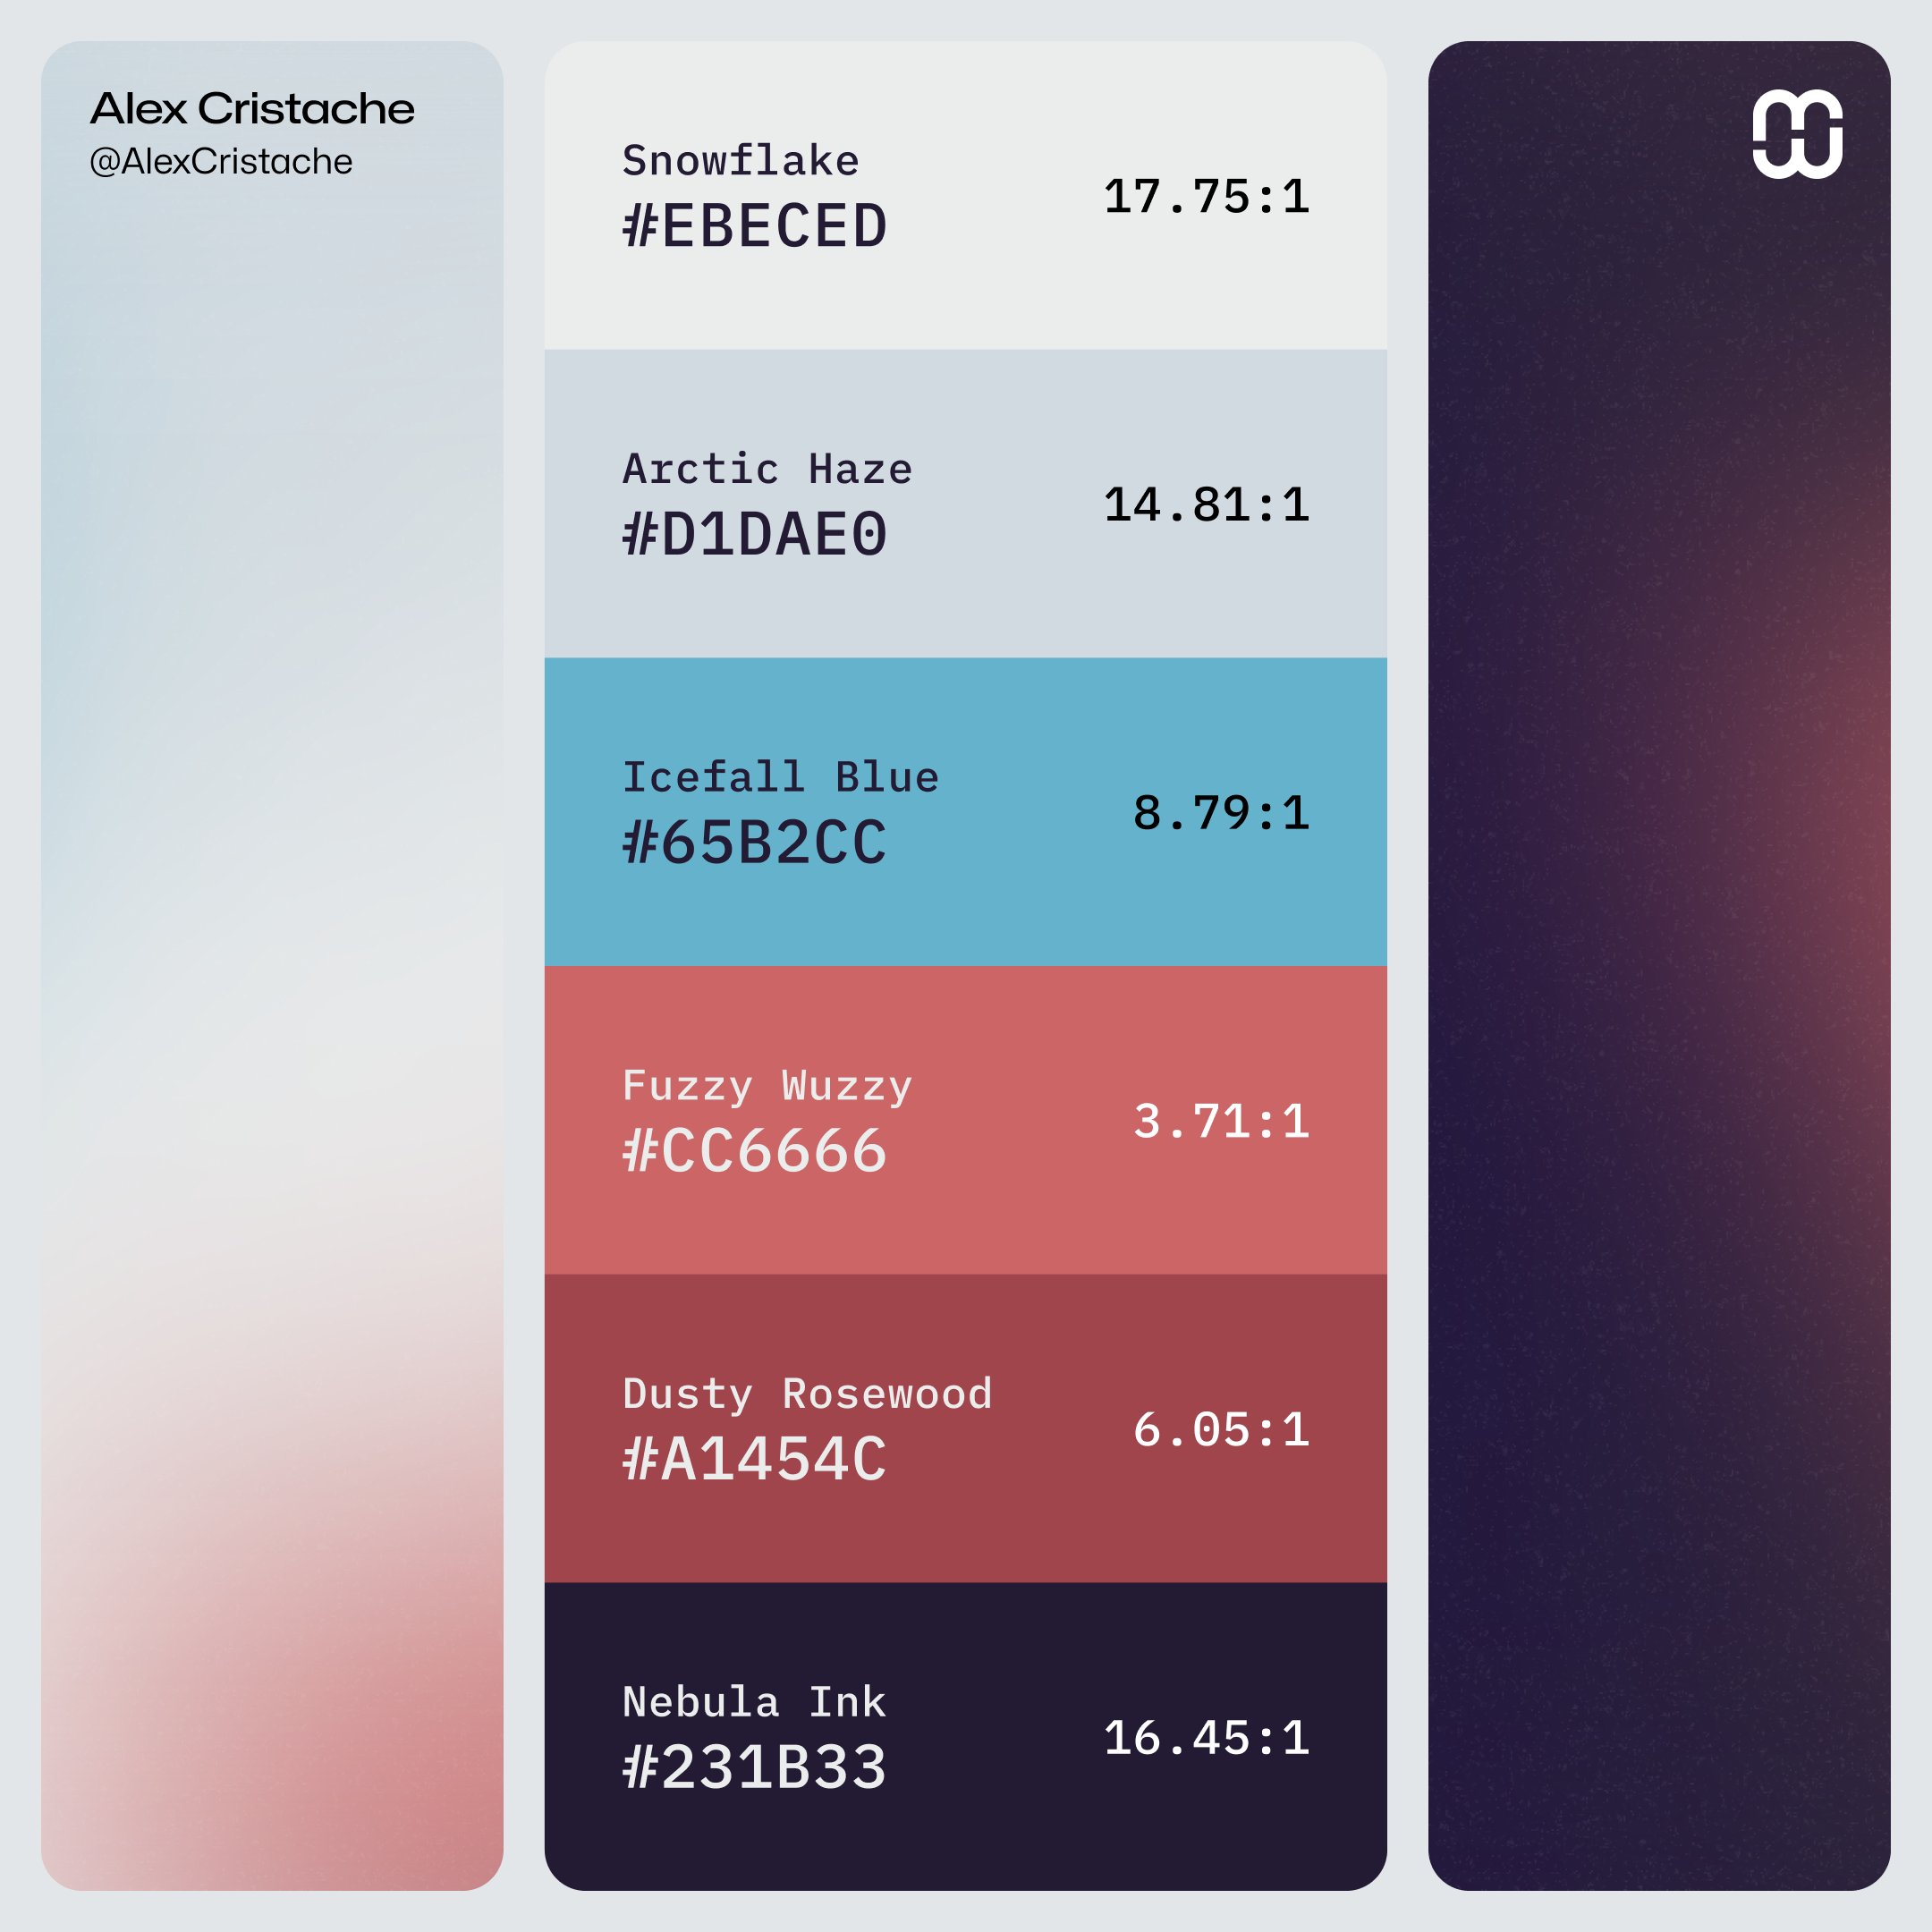 Alex Cristache
@AlexCristache
Snowflake
#EBECED
17.75:1
Arctic Haze
#D1DAE0
14.81:1
Icefall Blue
#65B2CC
8.79:1
Fuzzy Wuzzy
#CC6666
3.71:1
Dusty Rosewood
#A1454C
6.05:1
Nebula Ink
#231B33
16.45:1